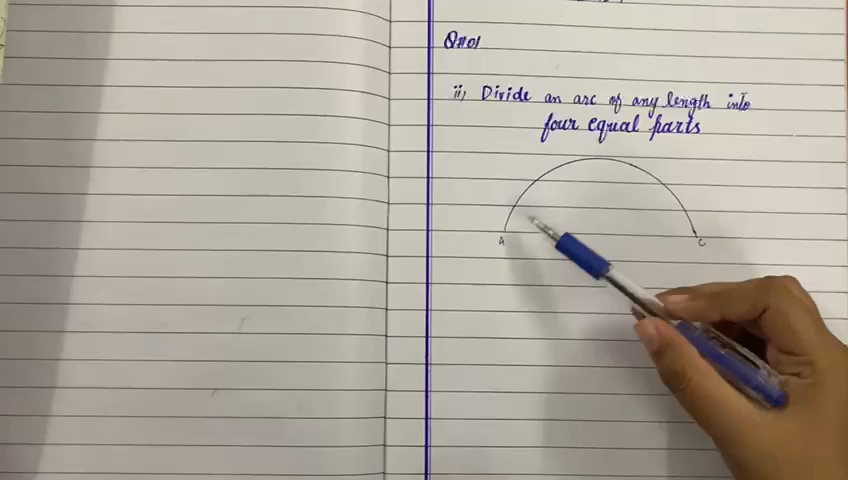 Q#01
ii, Divide an arc of any length into
four equal parts
A
C